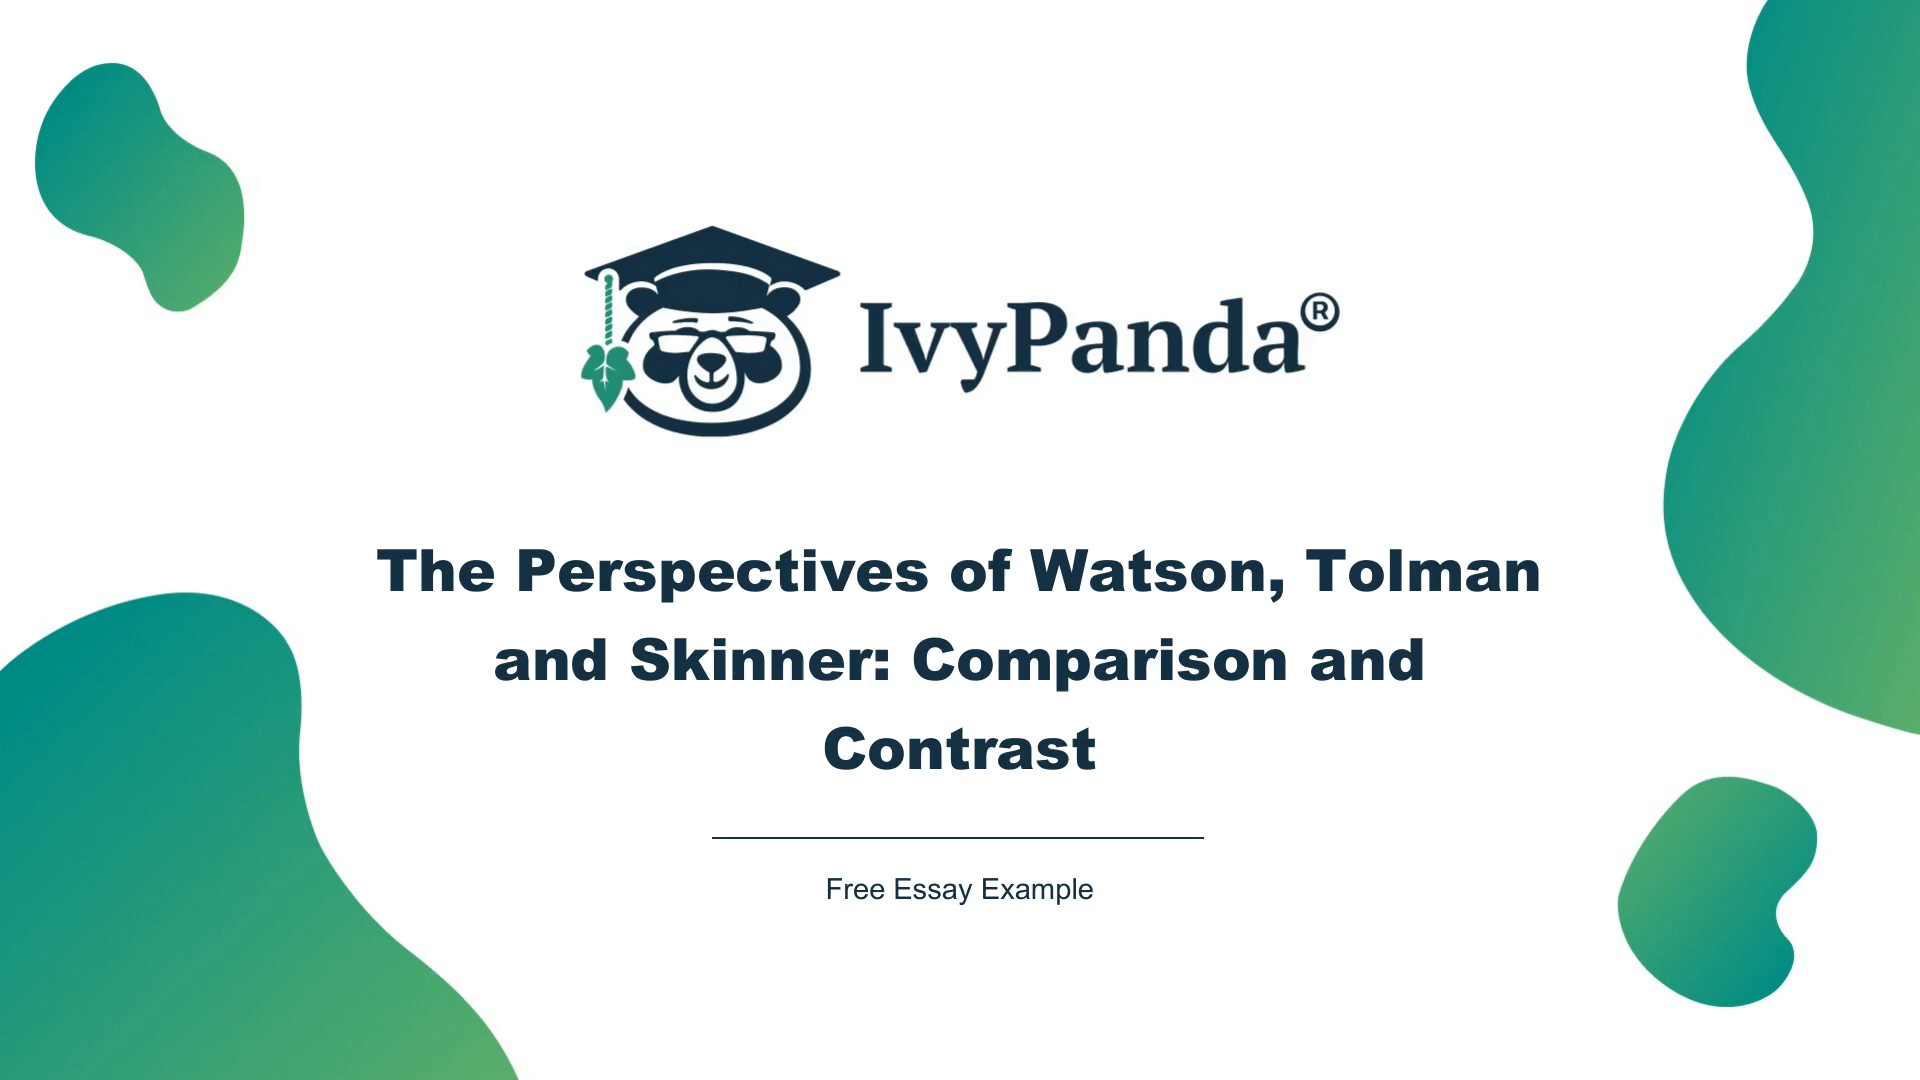 IvyPanda®
The Perspectives of Watson, Tolman
and Skinner: Comparison and
Contrast
Free Essay Example